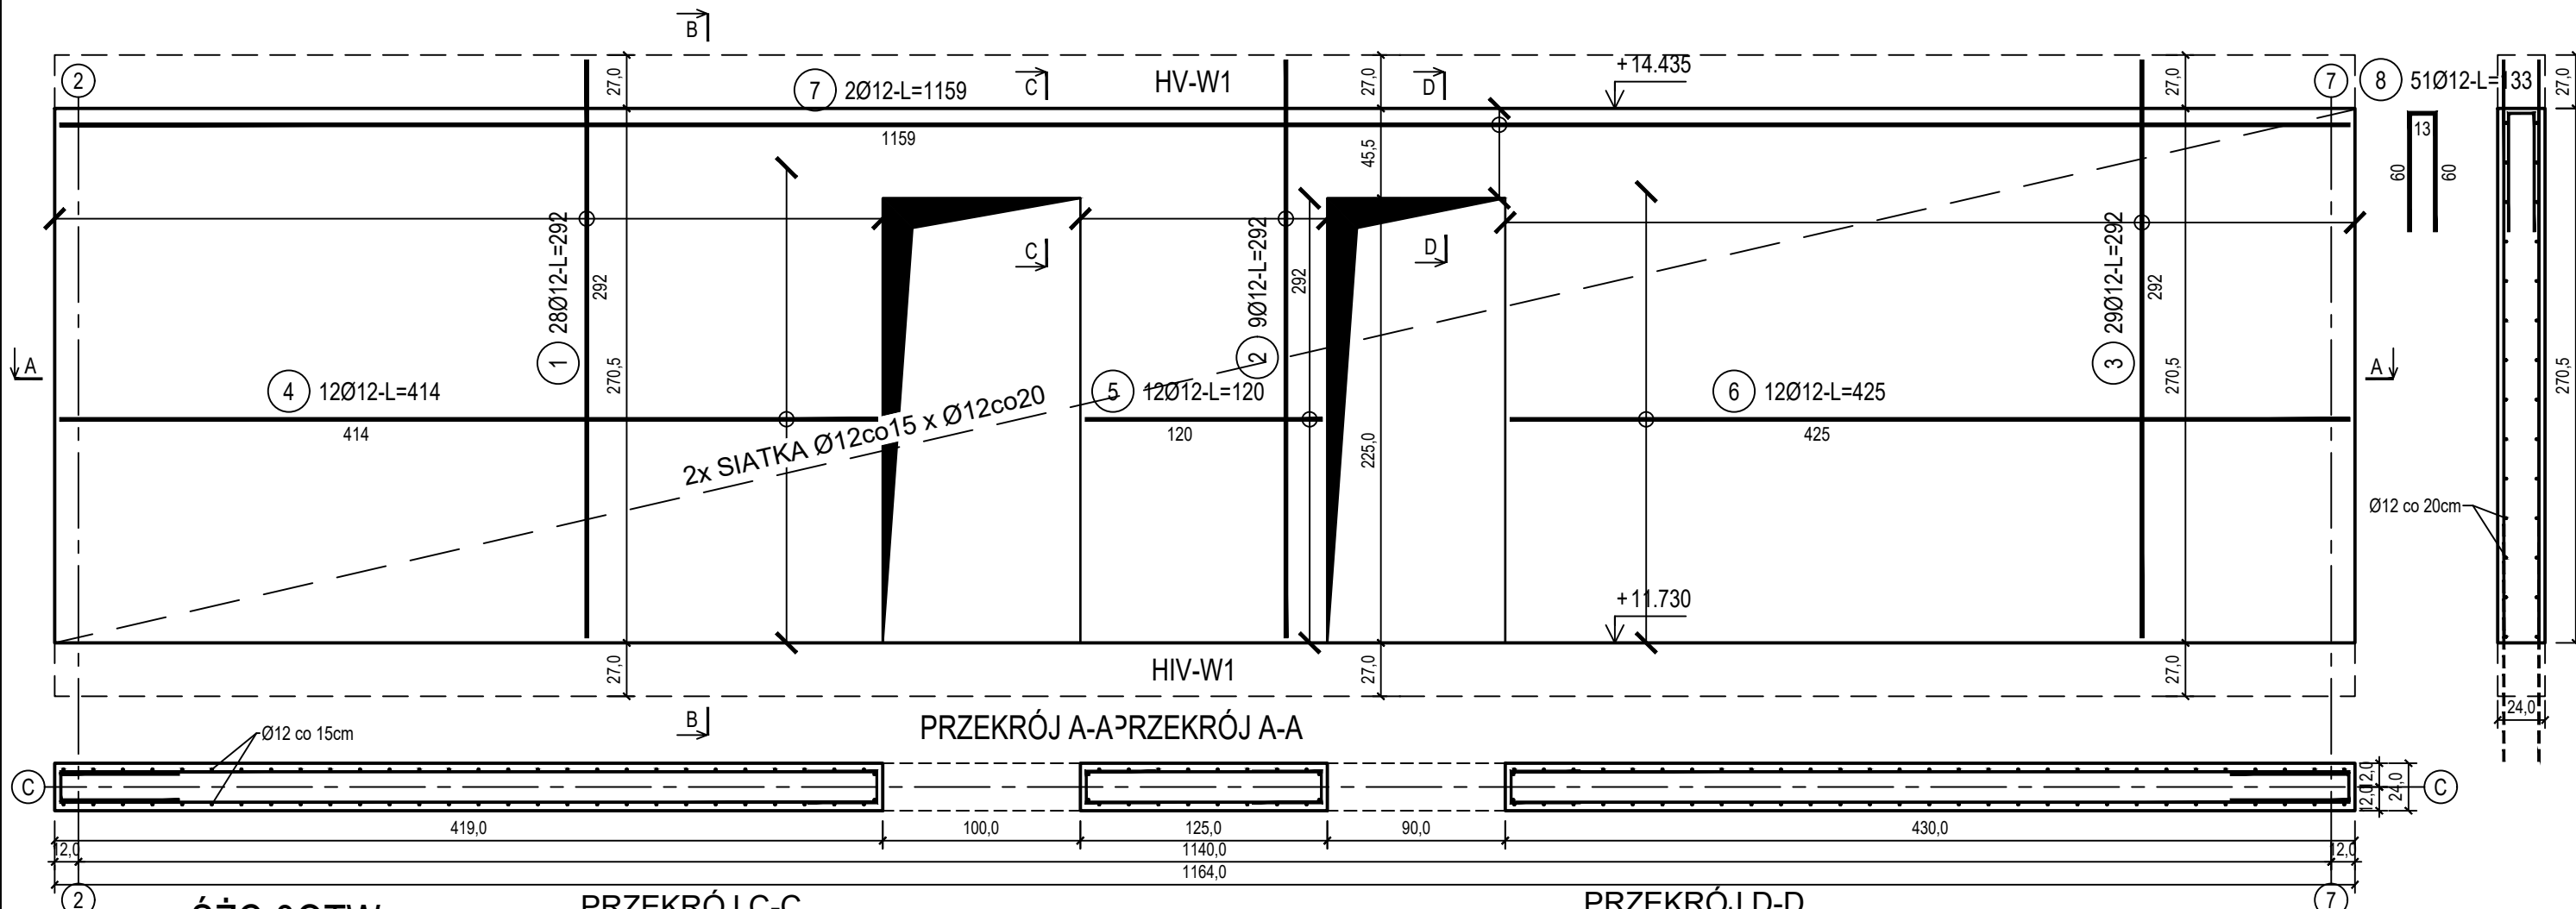 B
27,0
27,0
27,0
27,0
2
7 2Ø12-L=1159
C
HV-W1
D
+14.435
7
8 51Ø12-L=133
1159
45,5
13
60
60
1 28Ø12-L=292
292
C
2 9Ø12-L=292
292
D
3 29Ø12-L=292
292
A
270,5
270,5
270,5
A
4 12Ø12-L=414
5 12Ø12-L=120
6 12Ø12-L=425
414
120
425
2x SIATKA Ø12co15 x Ø12co20
225,0
Ø12 co 20cm
+11.730
27,0
HIV-W1
27,0
27,0
24,0
B
PRZEKRÓJ A-A
PRZEKRÓJ A-A
Ø12 co 15cm
C
12,0
12,0
24,0
C
419,0
100,0
125,0
90,0
430,0
12,0
1140,0
12,0
1164,0
2
PRZEKRÓJ C-C
PRZEKRÓJ D-D
7